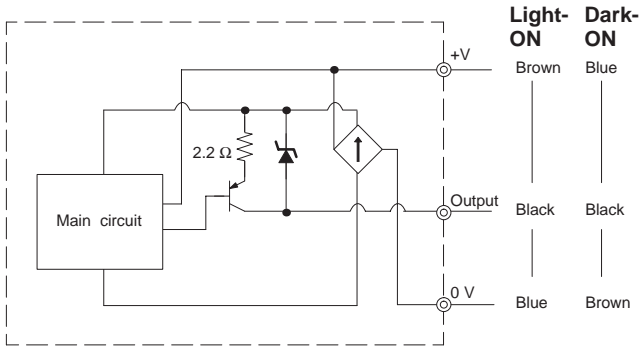 Light-ON Dark-ON
+V Brown Blue
2.2 Ω
Main circuit
Output Black Black
0 V Blue Brown